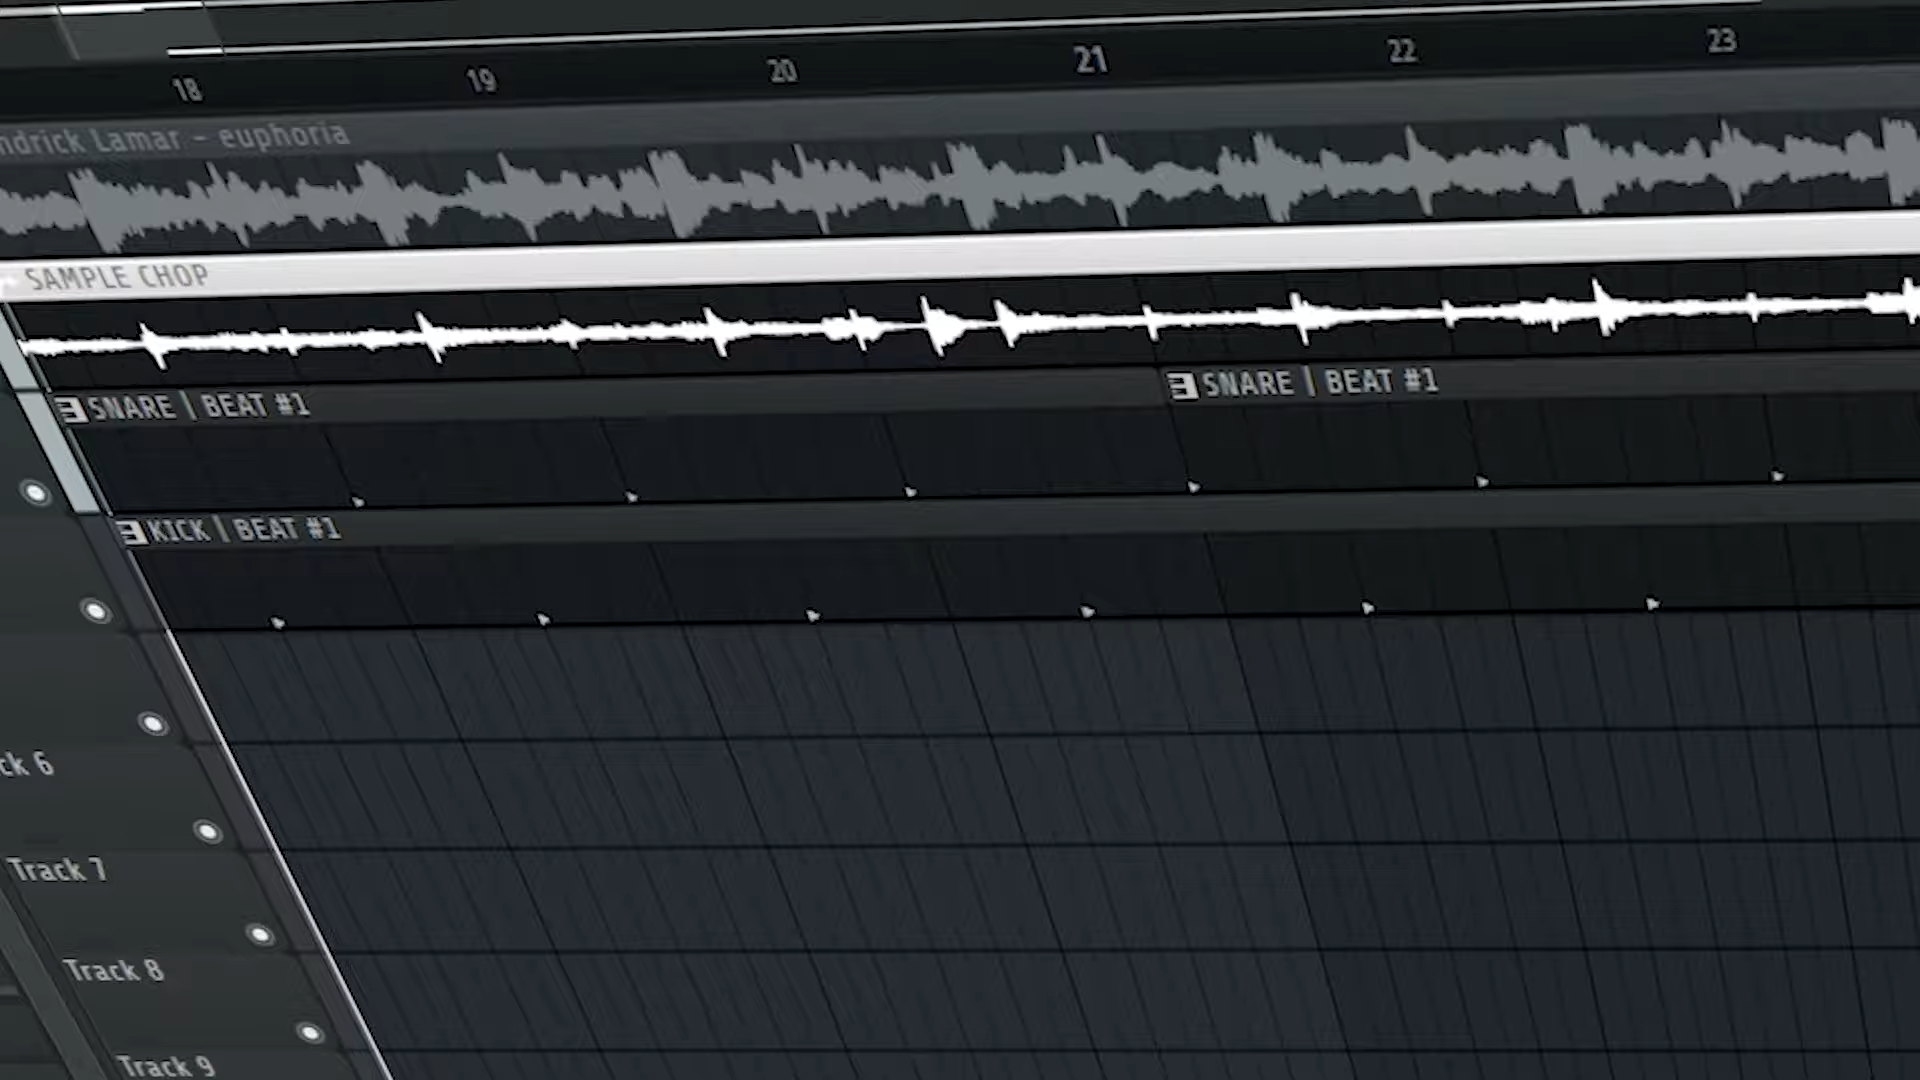 18 19 20 21 22 23
ndrick Lamar - euphoria
SAMPLE CHOP
SNARE | BEAT #1 SNARE | BEAT #1
KICK | BEAT #1
ck 6
Track 7
Track 8
Track 9